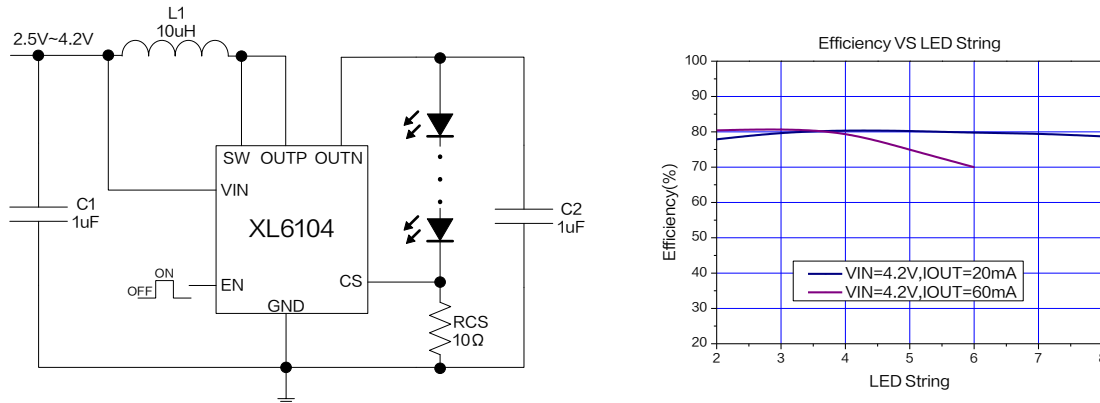 L1
10uH
2.5V~4.2V
SW OUTP OUTN
VIN
C1
1uF
XL6104
C2
1uF
ON
OFF
EN
CS
GND
RCS
10Ω
Efficiency VS LED String
Efficiency(%)
100
90
80
70
60
50
40
30
20
VIN=4.2V,IOUT=20mA
VIN=4.2V,IOUT=60mA
2 3 4 5 6 7 8
LED String